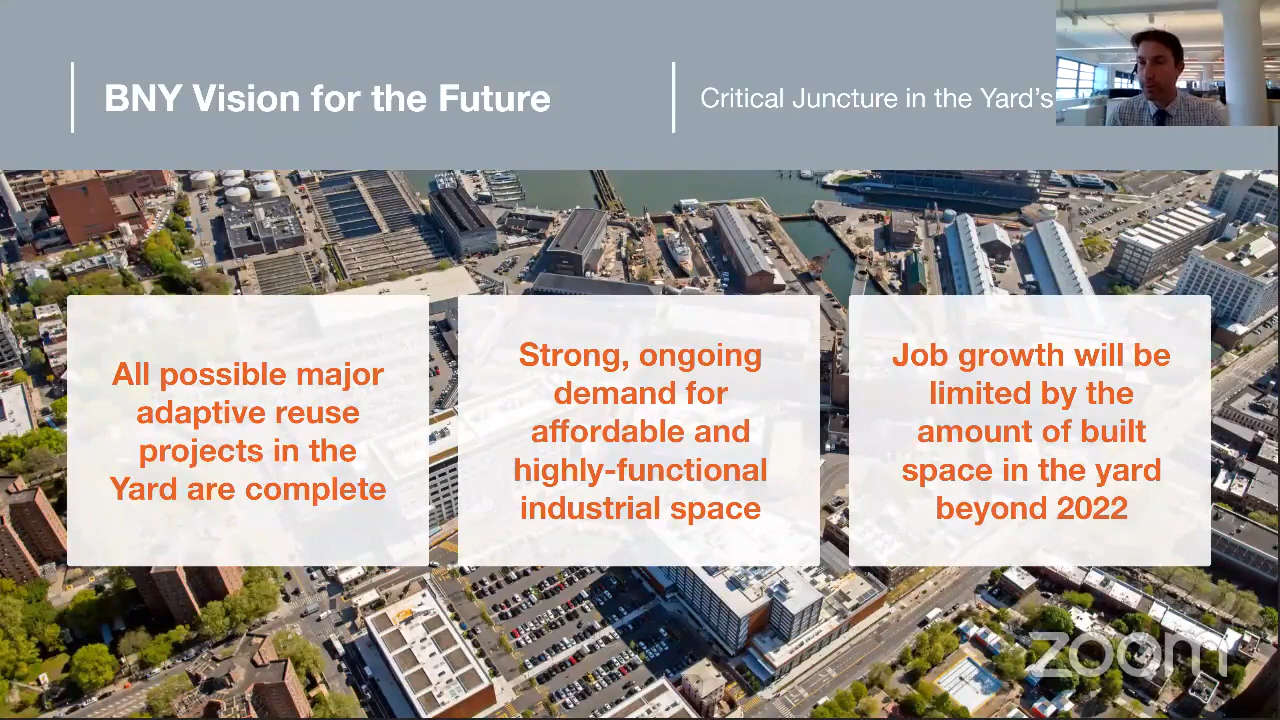 BNY Vision for the Future
Critical Juncture in the Yard's
All possible major
adaptive reuse
projects in the
Yard are complete
Strong, ongoing
demand for
affordable and
highly-functional
industrial space
Job growth will be
limited by the
amount of built
space in the yard
beyond 2022
zoom